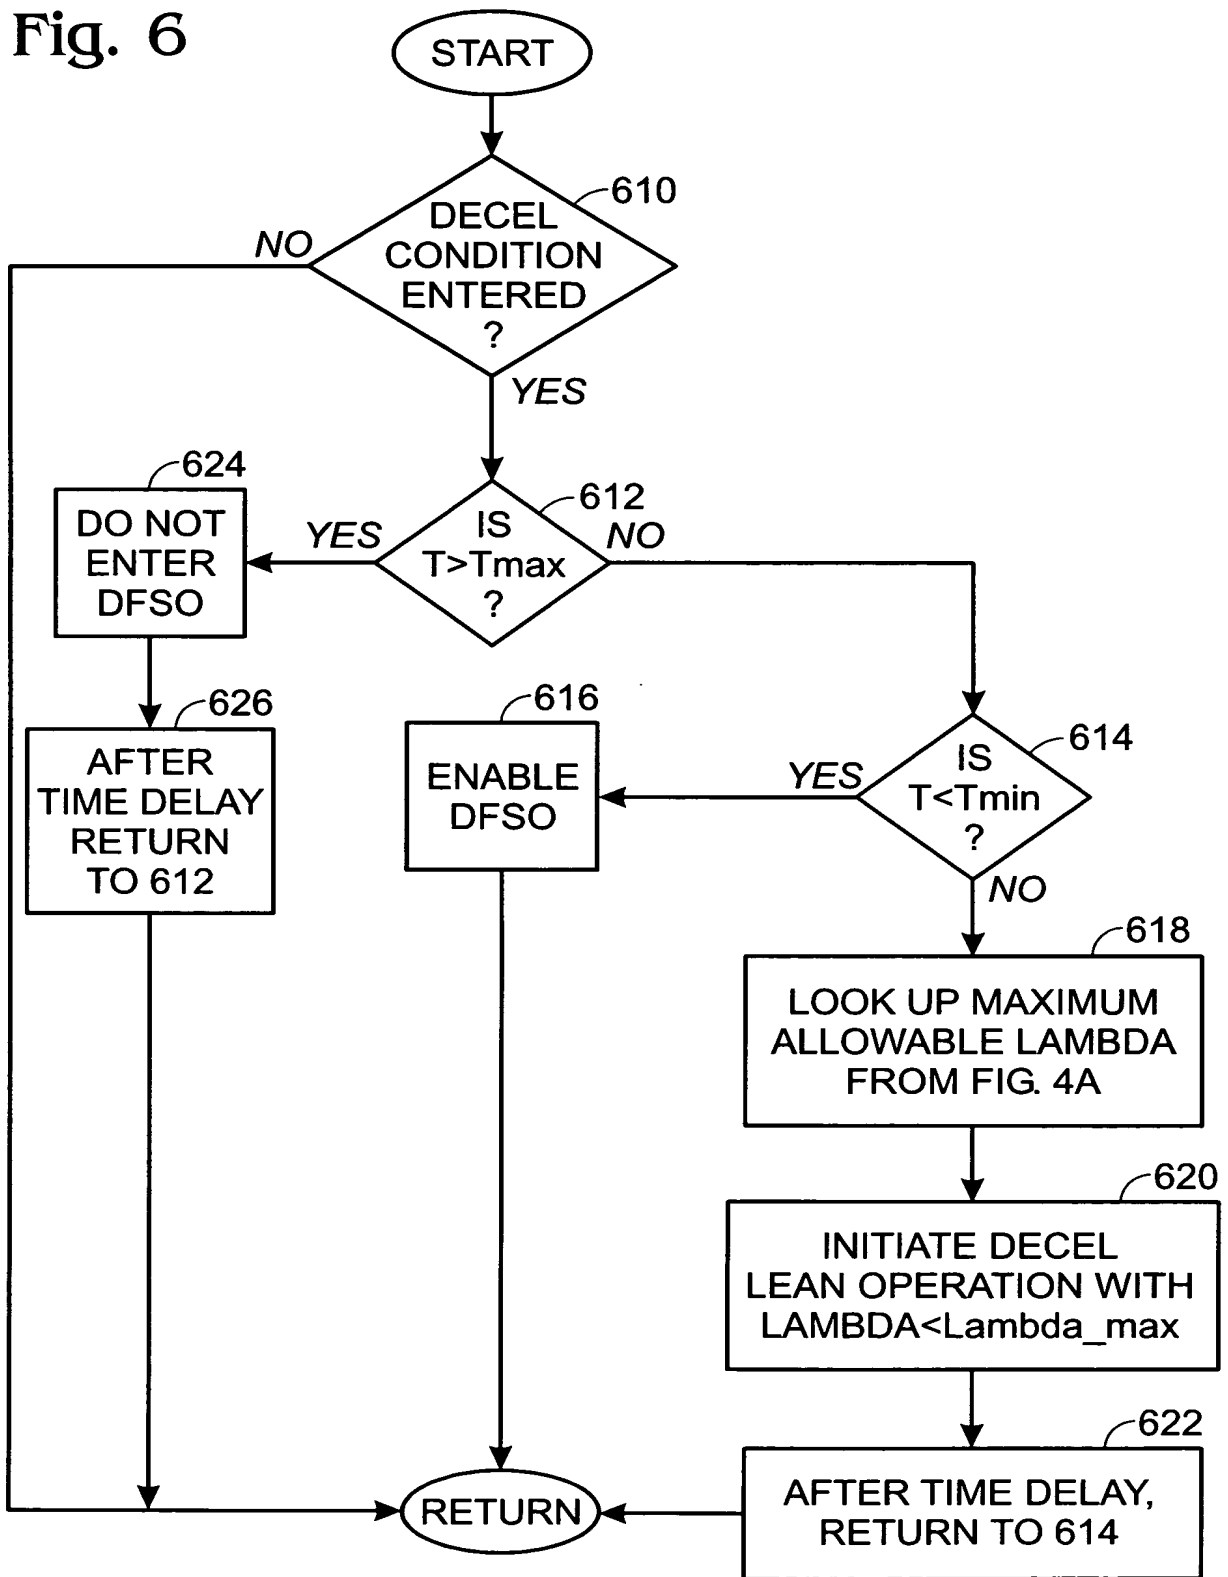 Fig. 6
START
610
DECEL
CONDITION
ENTERED
?
NO
YES
624
DO NOT
ENTER
DFSO
YES
612
IS
T>Tmax
?
NO
626
AFTER
TIME DELAY
RETURN
TO 612
616
ENABLE
DFSO
YES
614
IS
T<Tmin
?
NO
618
LOOK UP MAXIMUM
ALLOWABLE LAMBDA
FROM FIG. 4A
620
INITIATE DECEL
LEAN OPERATION WITH
LAMBDA<Lambda_max
622
AFTER TIME DELAY,
RETURN TO 614
RETURN